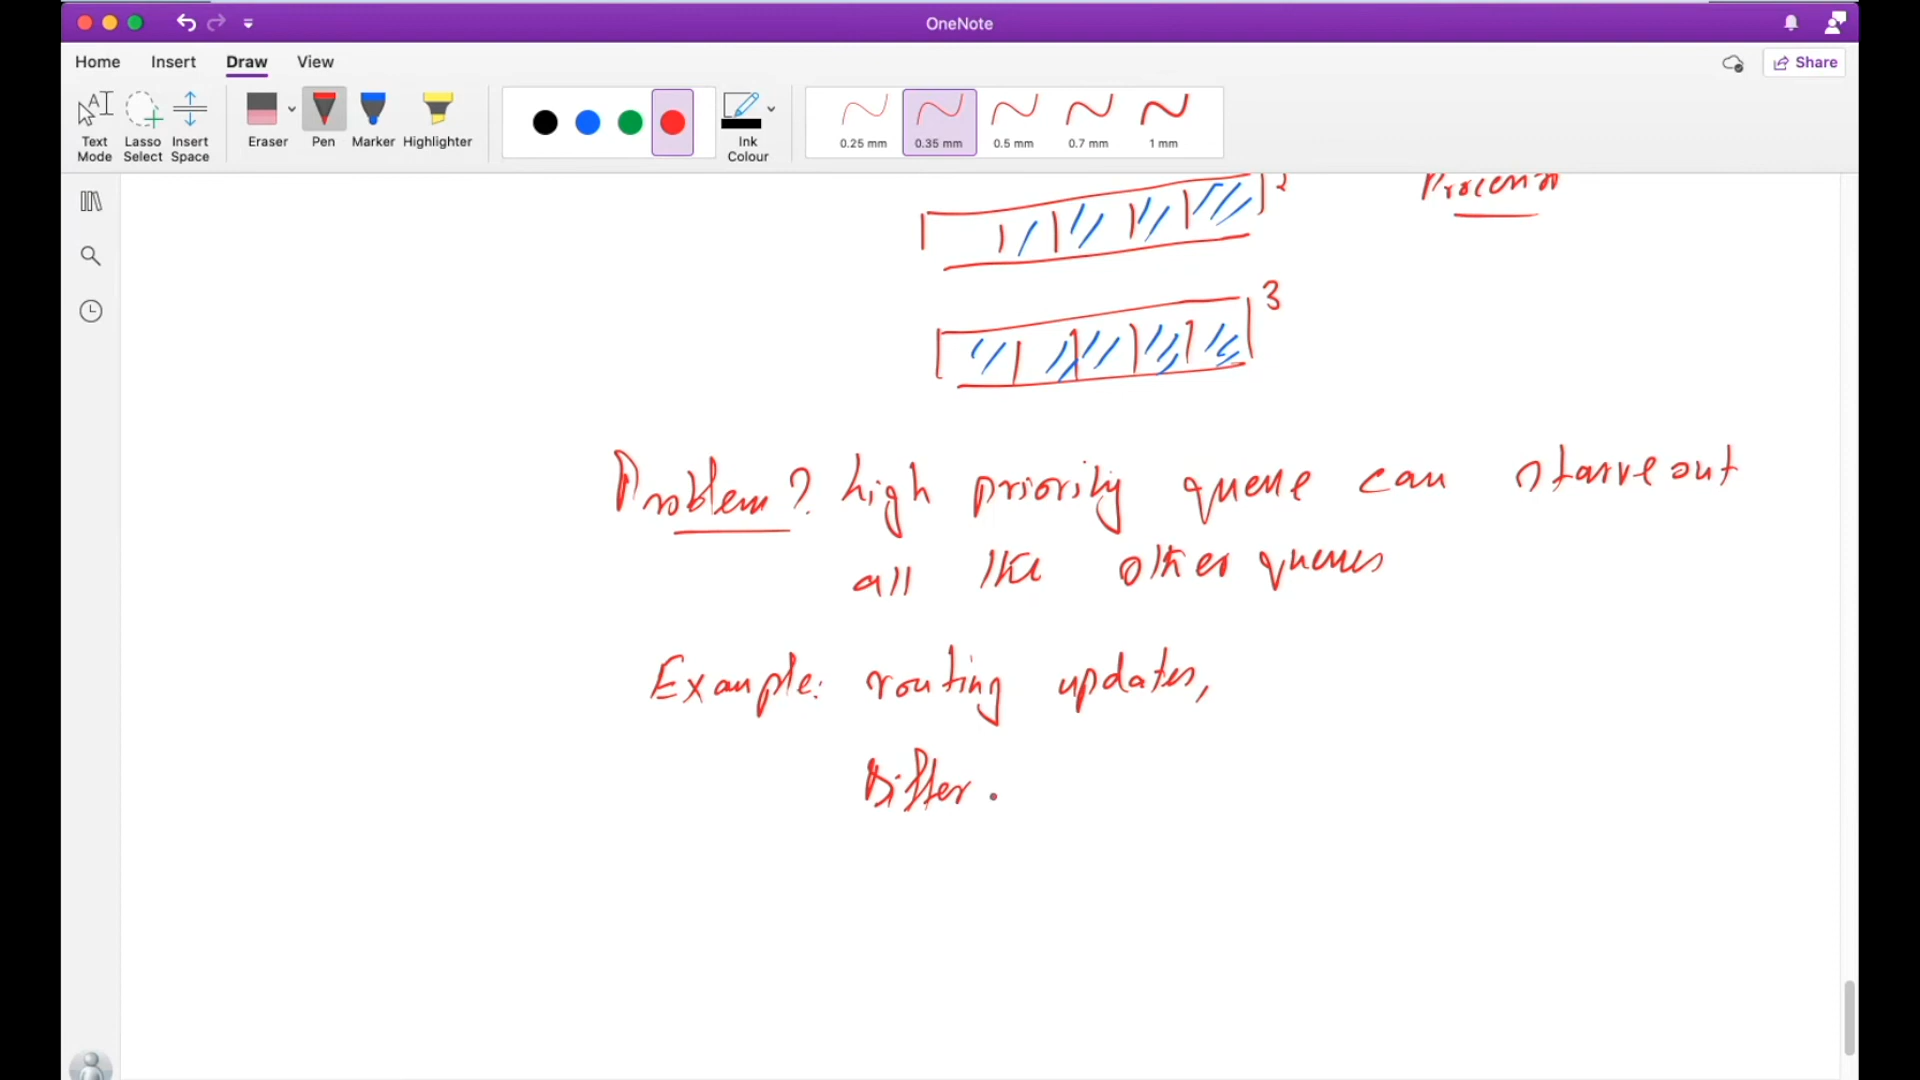 OneNote
Home Insert Draw View Share
Text Mode Lasso Select Insert Space Eraser Pen Marker Highlighter Ink Colour 0.25 mm 0.35 mm 0.5 mm 0.7 mm 1 mm
2
3
Problem? high priority queue can starve out
all the other queues
Example: routing updates,
Differ